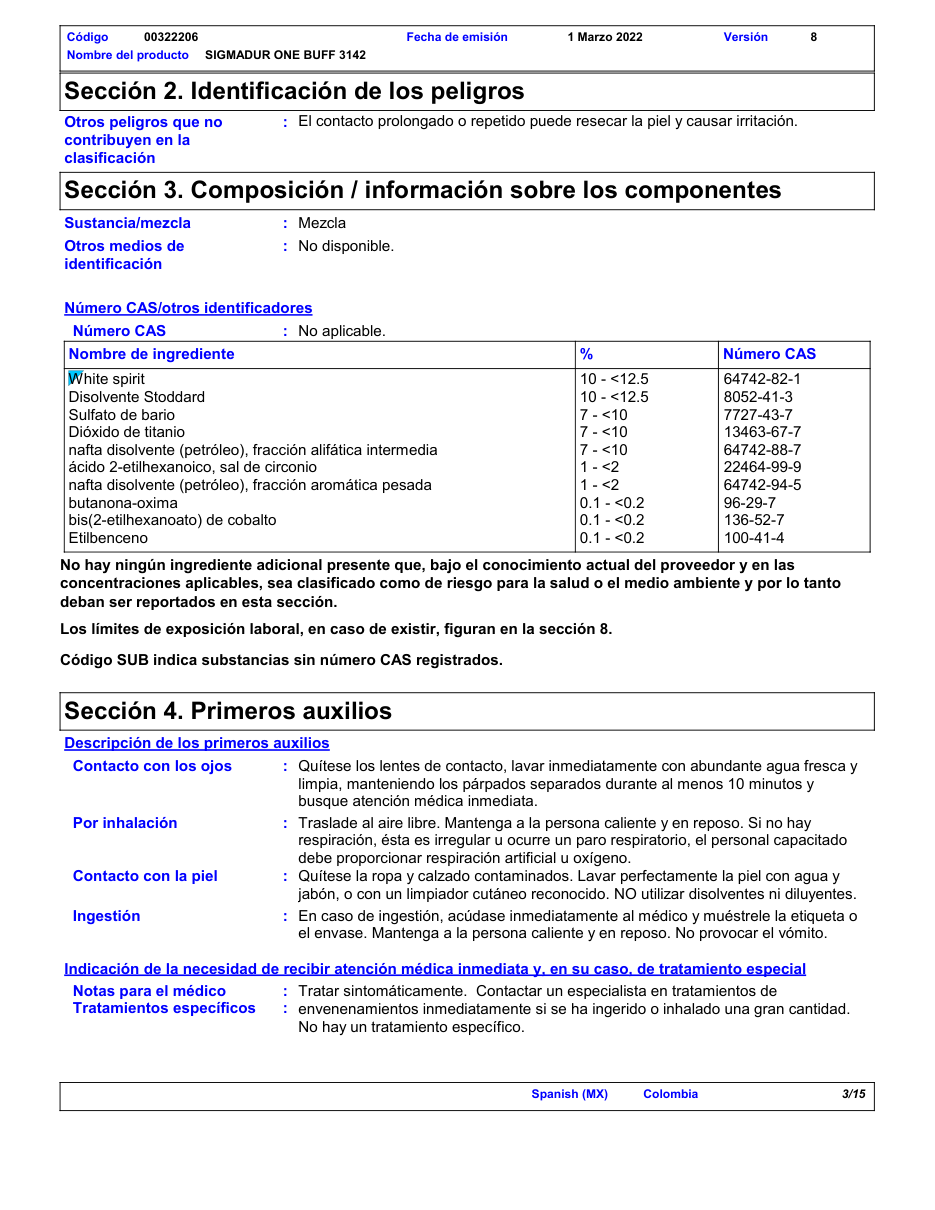 Código 00322206 Fecha de emisión 1 Marzo 2022 Versión 8
Nombre del producto SIGMADUR ONE BUFF 3142
Sección 2. Identificación de los peligros
Otros peligros que no : El contacto prolongado o repetido puede resecar la piel y causar irritación.
contribuyen en la
clasificación
Sección 3. Composición / información sobre los componentes
Sustancia/mezcla : Mezcla
Otros medios de : No disponible.
identificación
Número CAS/otros identificadores
Número CAS : No aplicable.
Nombre de ingrediente % Número CAS
White spirit 10 - <12.5 64742-82-1
Disolvente Stoddard 10 - <12.5 8052-41-3
Sulfato de bario 7 - <10 7727-43-7
Dióxido de titanio 7 - <10 13463-67-7
nafta disolvente (petróleo), fracción alifática intermedia 7 - <10 64742-88-7
ácido 2-etilhexanoico, sal de circonio 1 - <2 22464-99-9
nafta disolvente (petróleo), fracción aromática pesada 1 - <2 64742-94-5
butanona-oxima 0.1 - <0.2 96-29-7
bis(2-etilhexanoato) de cobalto 0.1 - <0.2 136-52-7
Etilbenceno 0.1 - <0.2 100-41-4
No hay ningún ingrediente adicional presente que, bajo el conocimiento actual del proveedor y en las
concentraciones aplicables, sea clasificado como de riesgo para la salud o el medio ambiente y por lo tanto
deban ser reportados en esta sección.
Los límites de exposición laboral, en caso de existir, figuran en la sección 8.
Código SUB indica substancias sin número CAS registrados.
Sección 4. Primeros auxilios
Descripción de los primeros auxilios
Contacto con los ojos : Quítese los lentes de contacto, lavar inmediatamente con abundante agua fresca y
limpia, manteniendo los párpados separados durante al menos 10 minutos y
busque atención médica inmediata.
Por inhalación : Traslade al aire libre. Mantenga a la persona caliente y en reposo. Si no hay
respiración, ésta es irregular u ocurre un paro respiratorio, el personal capacitado
debe proporcionar respiración artificial u oxígeno.
Contacto con la piel : Quítese la ropa y calzado contaminados. Lavar perfectamente la piel con agua y
jabón, o con un limpiador cutáneo reconocido. NO utilizar disolventes ni diluyentes.
Ingestión : En caso de ingestión, acúdase inmediatamente al médico y muéstrele la etiqueta o
el envase. Mantenga a la persona caliente y en reposo. No provocar el vómito.
Indicación de la necesidad de recibir atención médica inmediata y, en su caso, de tratamiento especial
Notas para el médico : Tratar sintomáticamente. Contactar un especialista en tratamientos de
Tratamientos específicos : envenenamientos inmediatamente si se ha ingerido o inhalado una gran cantidad.
No hay un tratamiento específico.
Spanish (MX) Colombia 3/15